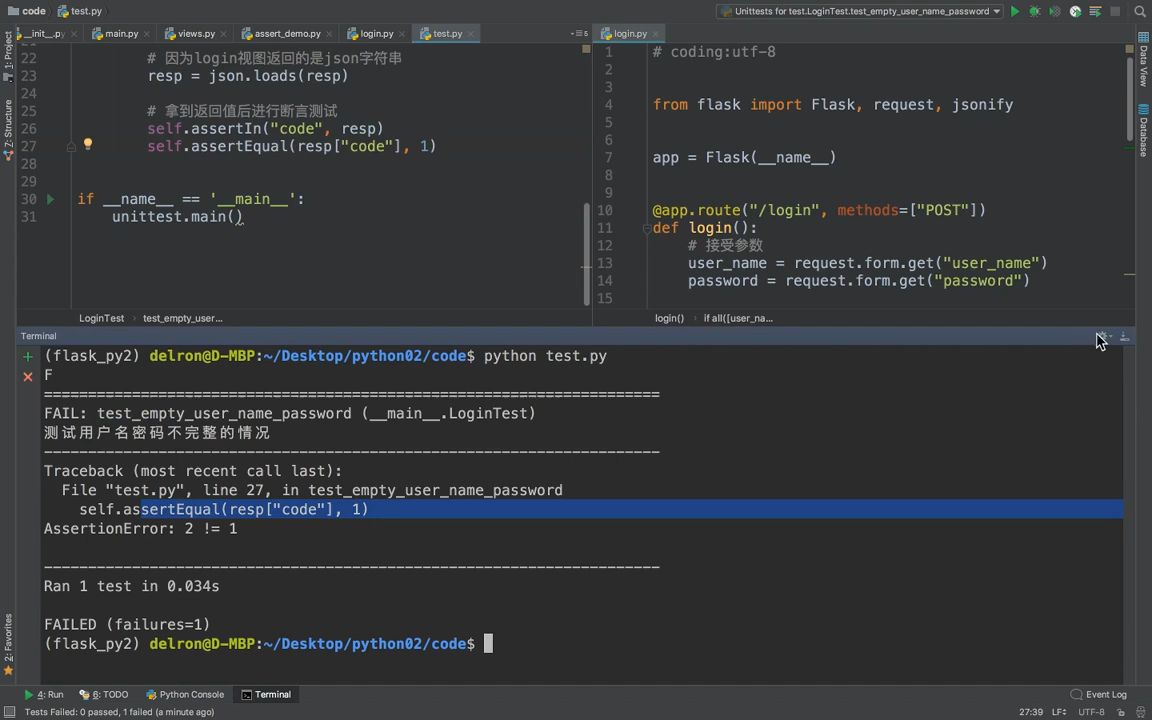 code test.py
Unittests for test.LoginTest.test_empty_user_name_password
__init__.py main.py views.py assert_demo.py login.py test.py
5
login.py
1: Project
Z: Structure
2: Favorites
Data View
Database
22 # 因为login视图返回的是json字符串
23 resp = json.loads(resp)
24
25 # 拿到返回值后进行断言测试
26 self.assertIn("code", resp)
27 self.assertEqual(resp["code"], 1)
28
29
30 if __name__ == '__main__':
31 unittest.main()
LoginTest test_empty_user...
1 # coding:utf-8
2
3
4 from flask import Flask, request, jsonify
5
6
7 app = Flask(__name__)
8
9
10 @app.route("/login", methods=["POST"])
11 def login():
12 # 接受参数
13 user_name = request.form.get("user_name")
14 password = request.form.get("password")
15
login() if all([user_na...
Terminal
(flask_py2) delron@D-MBP:~/Desktop/python02/code$ python test.py
F
======================================================================
FAIL: test_empty_user_name_password (__main__.LoginTest)
测试用户名密码不完整的情况
----------------------------------------------------------------------
Traceback (most recent call last):
File "test.py", line 27, in test_empty_user_name_password
self.assertEqual(resp["code"], 1)
AssertionError: 2 != 1
----------------------------------------------------------------------
Ran 1 test in 0.034s
FAILED (failures=1)
(flask_py2) delron@D-MBP:~/Desktop/python02/code$
4: Run 6: TODO Python Console Terminal Event Log
Tests Failed: 0 passed, 1 failed (a minute ago) 27:39 LF UTF-8